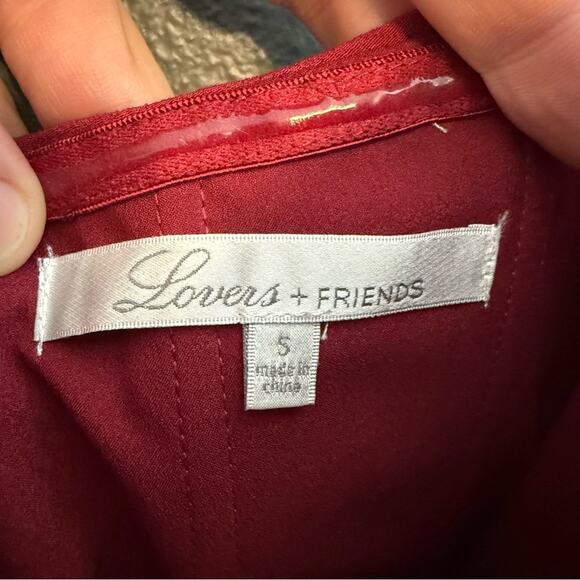 Lovers + FRIENDS
S
made in
china